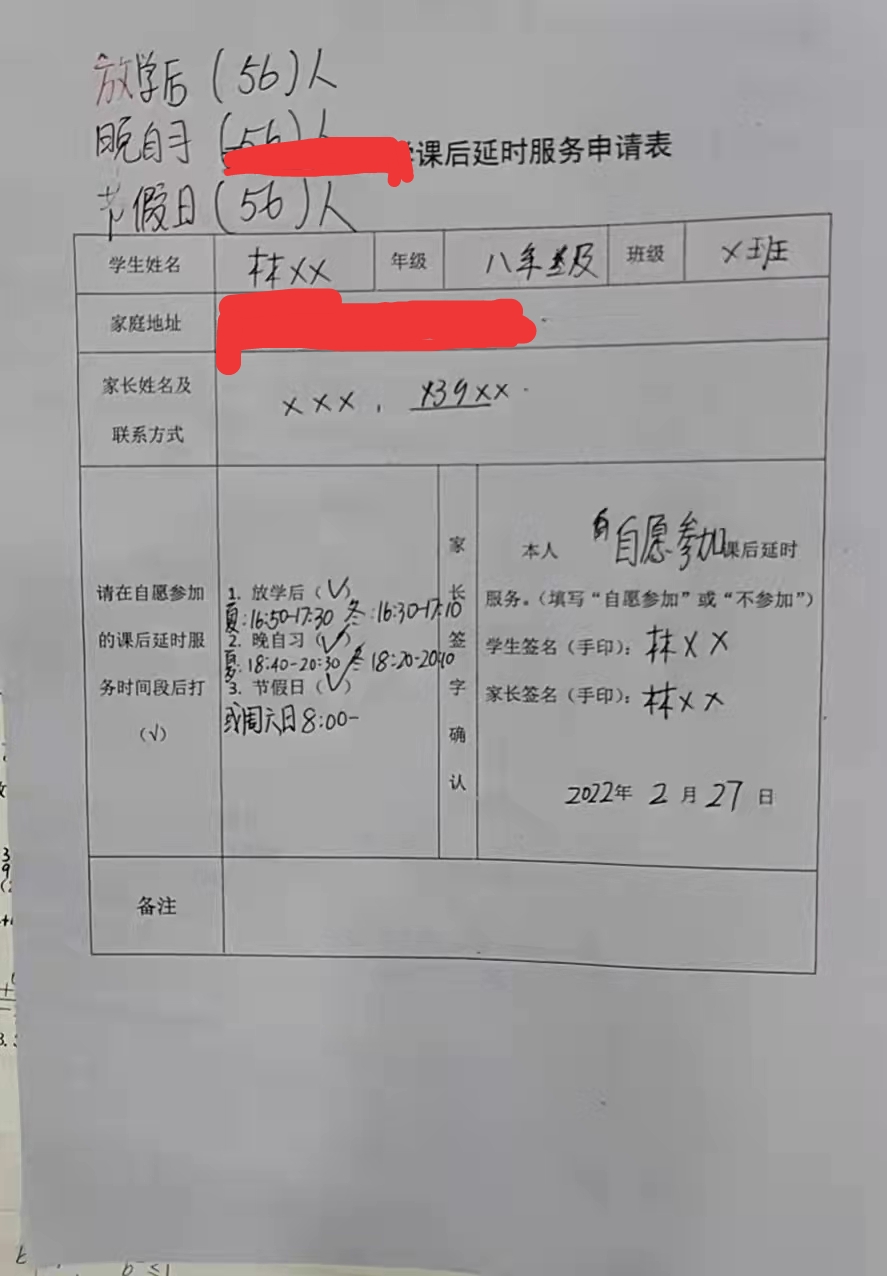 放学后(56)人
晚自习(56)人
课后延时服务申请表
节假日(56)人
学生姓名 林xx 年级 八年级 班级 x班
家庭地址
家长姓名及
联系方式
xxx, x39xx.
请在自愿参加
的课后延时服
务时间段后打
(√)
1. 放学后(√)
夏:16:50-17:30 冬:16:30-17:10
2. 晚自习(√)
夏:18:40-20:30 冬18:20-20:10
3. 节假日(√)
或周六日8:00-
家长签字确认
本人 自愿参加课后延时
服务。(填写“自愿参加”或“不参加”)
学生签名(手印): 林xx
家长签名(手印): 林xx
2022年 2 月 27 日
备注